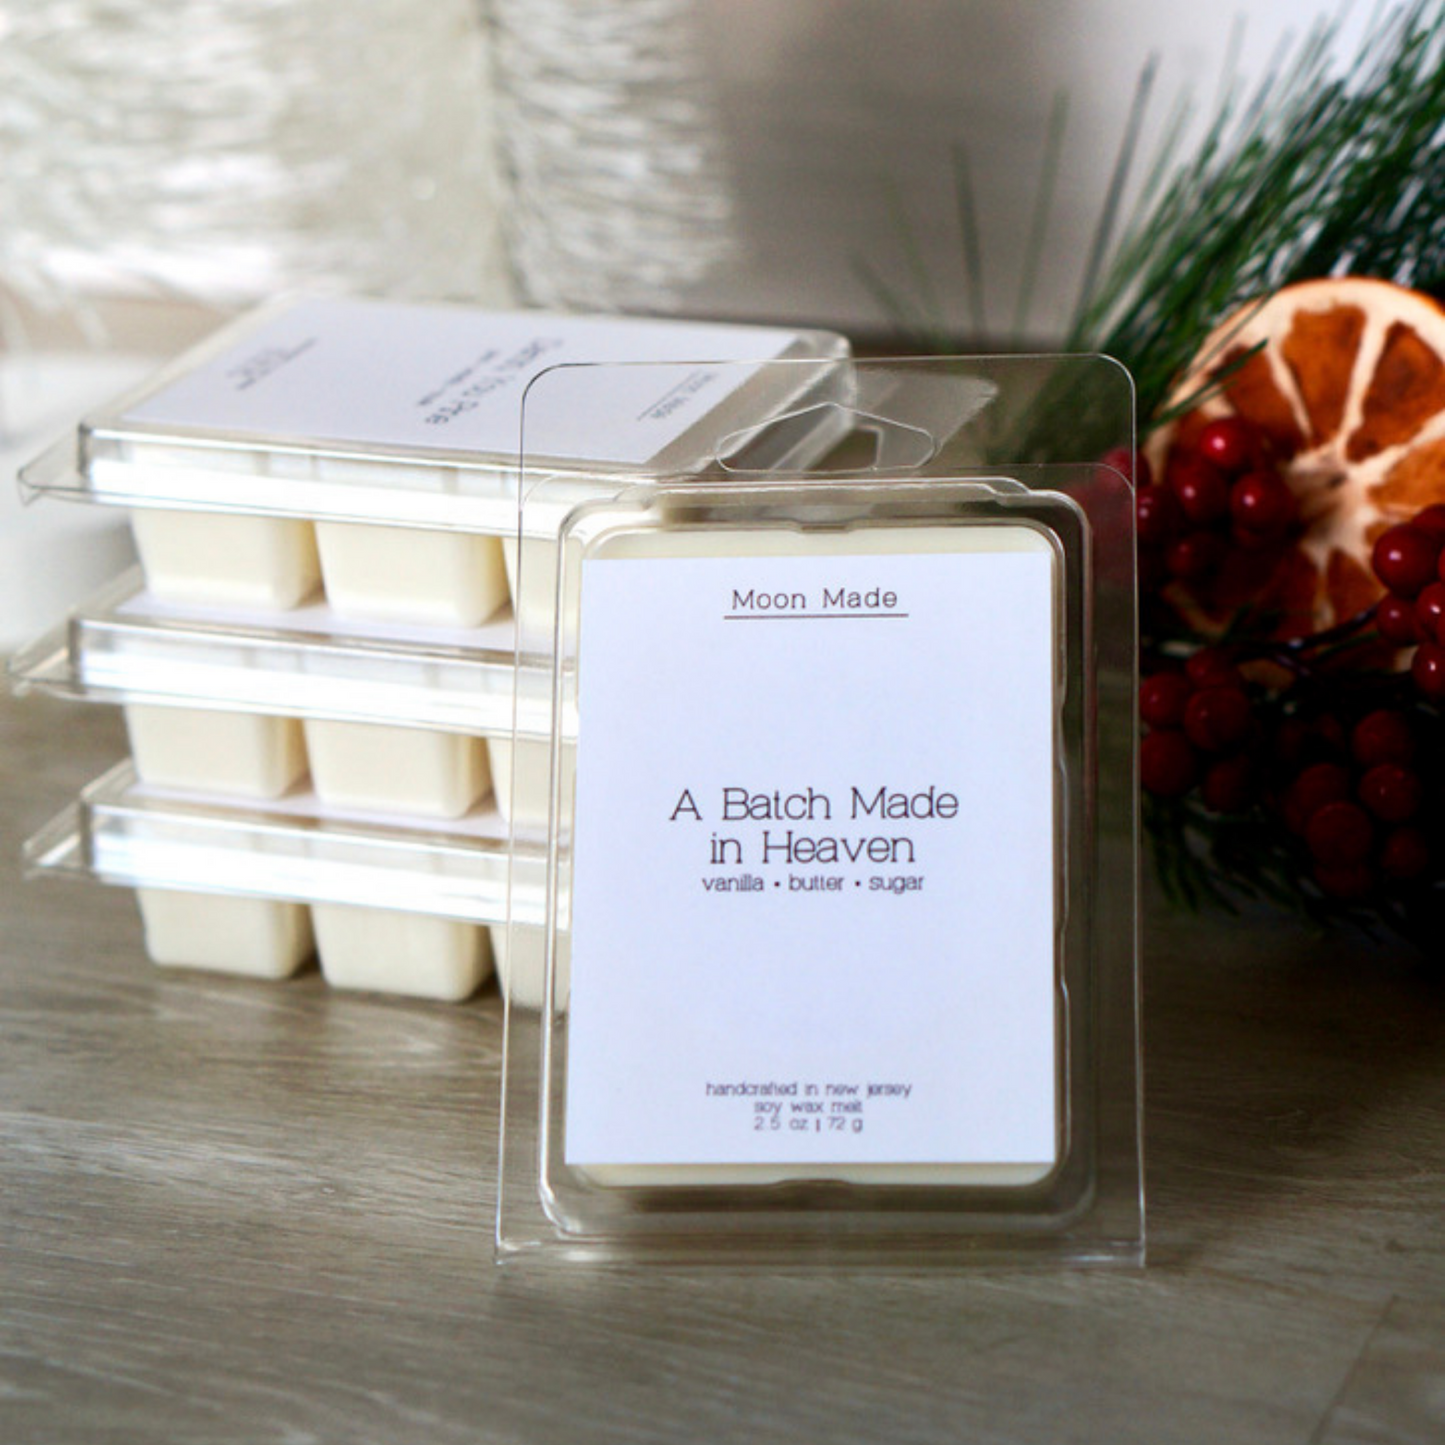 Moon Made
A Batch Made
in Heaven
vanilla • butter • sugar
handcrafted in new jersey
soy wax melt
2.5 oz | 72 g